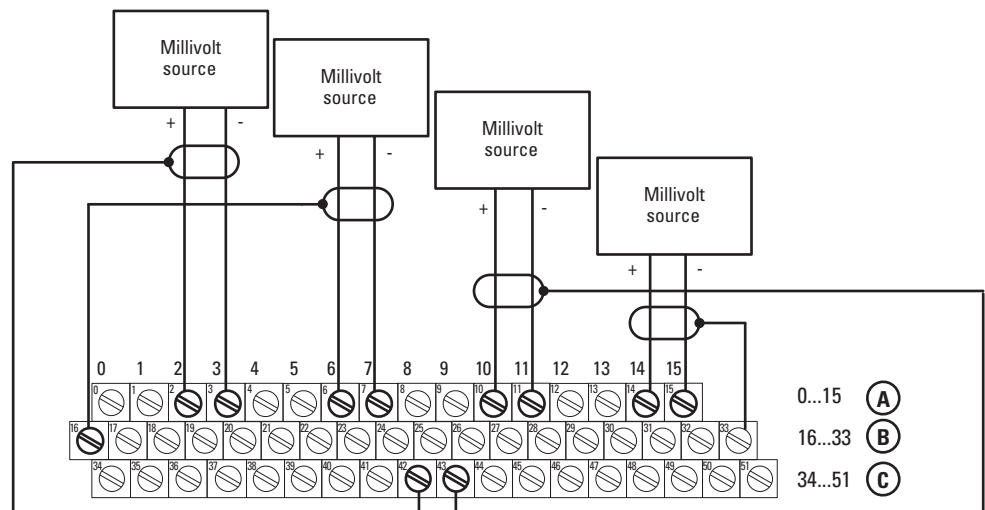 Millivolt
source
+ -
Millivolt
source
+ -
Millivolt
source
+ -
Millivolt
source
+ -
0 1 2 3 4 5 6 7 8 9 10 11 12 13 14 15
0 1 2 3 4 5 6 7 8 9 10 11 12 13 14 15
0...15 A
16 17 18 19 20 21 22 23 24 25 26 27 28 29 30 31 32 33
16...33 B
34 35 36 37 38 39 40 41 42 43 44 45 46 47 48 49 50 51
34...51 C